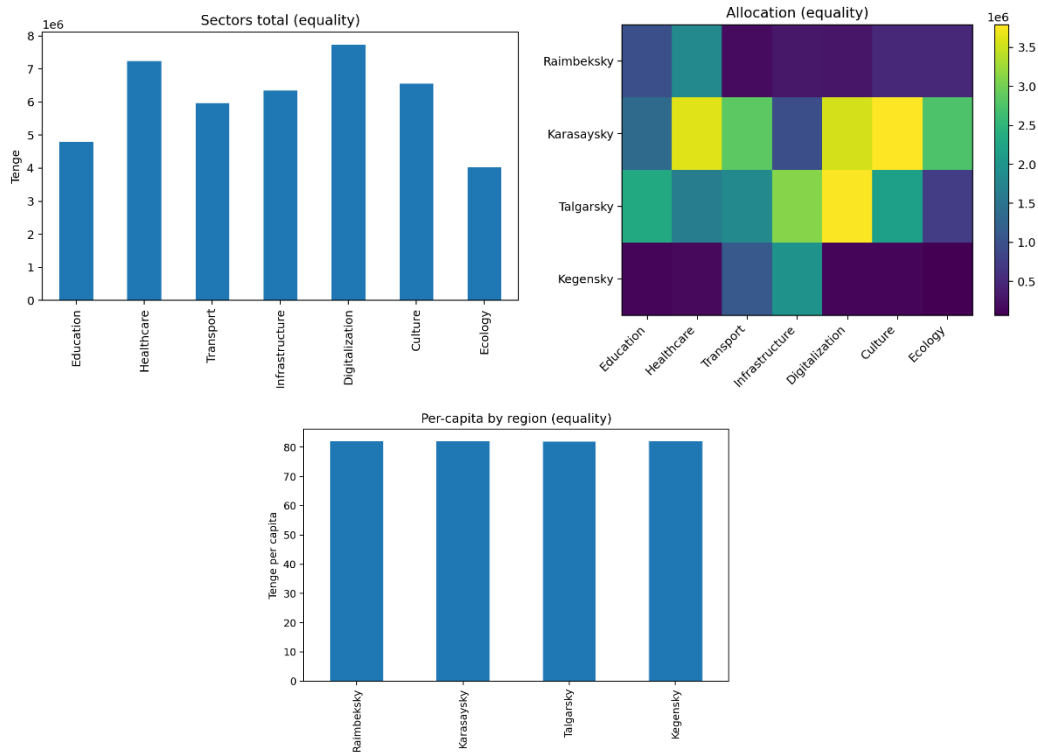 Sectors total (equality)
1e6
8
7
6
5
4
3
2
1
0
Tenge
Education
Healthcare
Transport
Infrastructure
Digitalization
Culture
Ecology
Allocation (equality)
Raimbeksky
Karasaysky
Talgarsky
Kegensky
Education
Healthcare
Transport
Infrastructure
Digitalization
Culture
Ecology
1e6
3.5
3.0
2.5
2.0
1.5
1.0
0.5
Per-capita by region (equality)
80
70
60
50
40
30
20
10
0
Tenge per capita
Raimbeksky
Karasaysky
Talgarsky
Kegensky